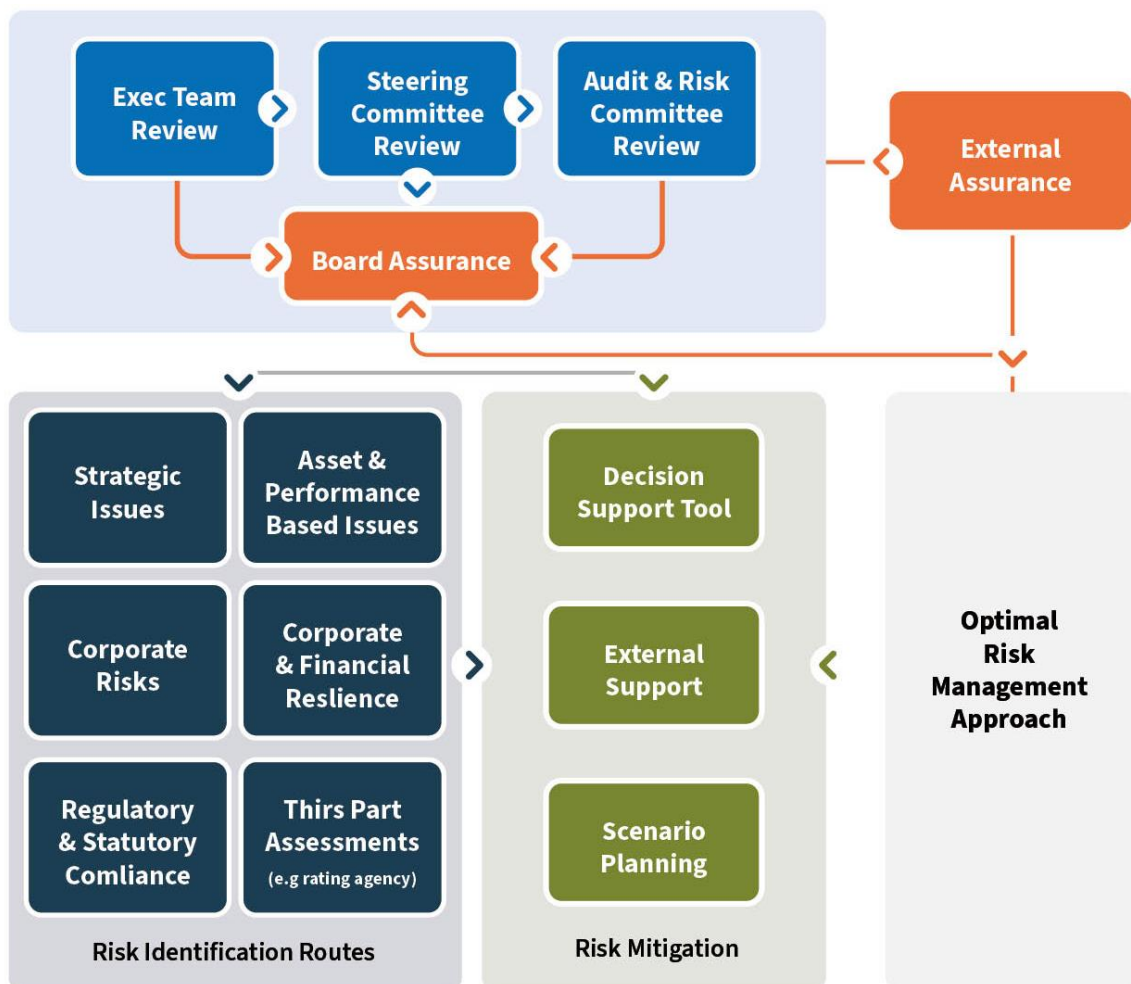 Exec Team
Review
Steering
Committee
Review
Audit & Risk
Committee
Review
External
Assurance
Board Assurance
Strategic
Issues
Asset &
Performance
Based Issues
Decision
Support Tool
Corporate
Risks
Corporate
& Financial
Reslience
External
Support
Optimal
Risk
Management
Approach
Regulatory
& Statutory
Comliance
Thirs Part
Assessments
(e.g rating agency)
Scenario
Planning
Risk Identification Routes
Risk Mitigation